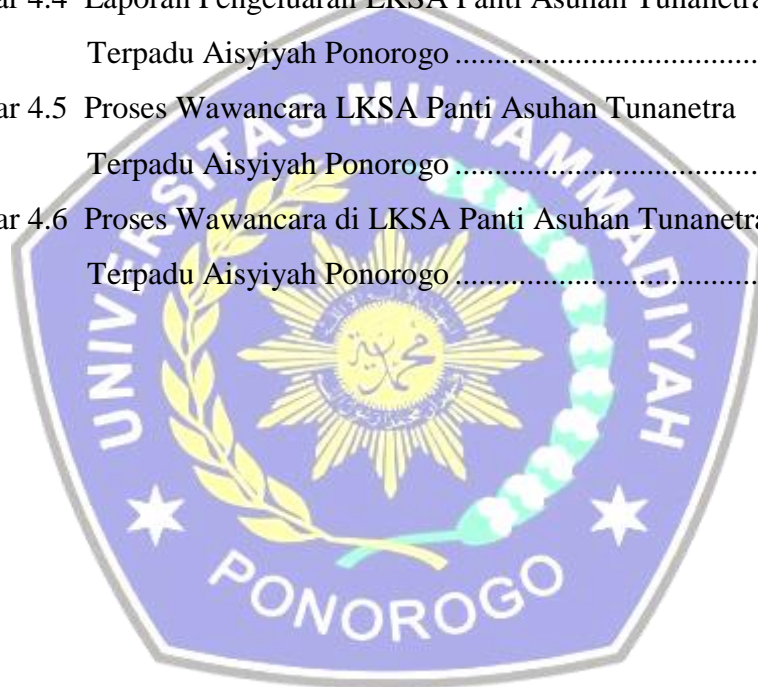 ar 4.4 Laporan Pengeluaran LKSA Panti Asuhan Tunanetra
Terpadu Aisyiyah Ponorogo ....................................
ar 4.5 Proses Wawancara LKSA Panti Asuhan Tunanetra
Terpadu Aisyiyah Ponorogo ....................................
ar 4.6 Proses Wawancara di LKSA Panti Asuhan Tunanetra
Terpadu Aisyiyah Ponorogo ....................................
UNIVERSITAS MUHAMMADIYAH
محمدية
PONOROGO